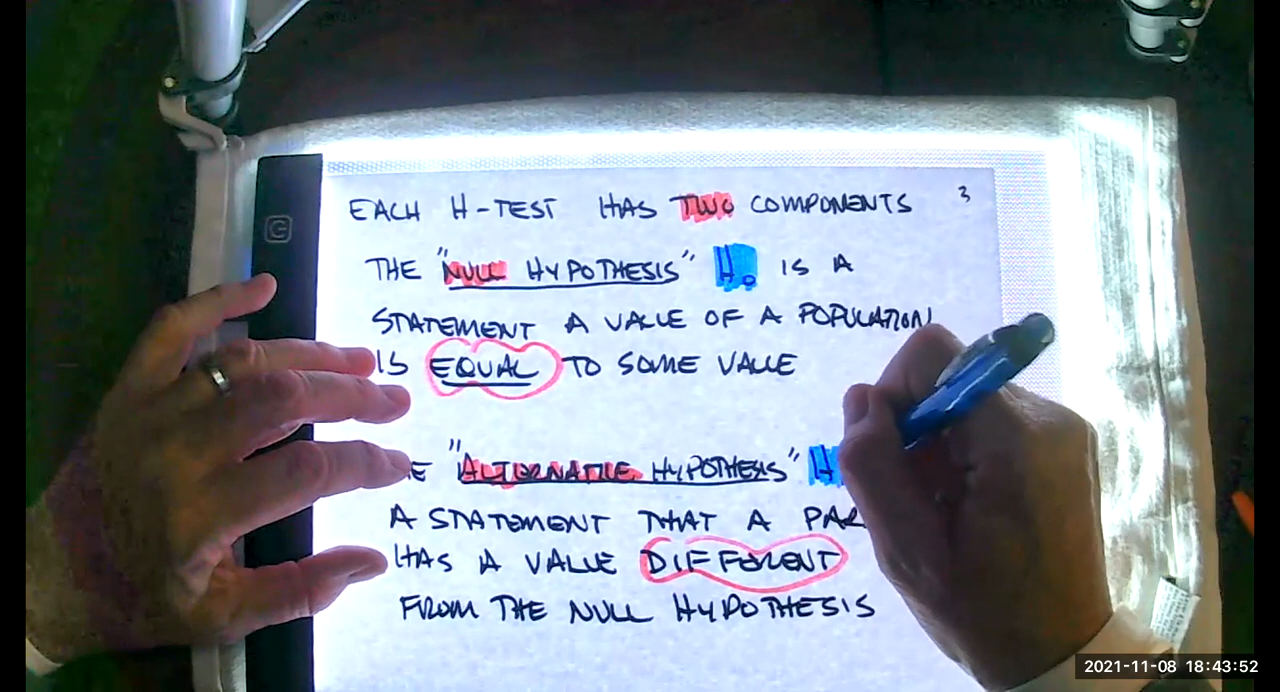 EACH H-TEST HAS TWO COMPONENTS 3
THE "NULL HYPOTHESIS" H₀ IS A
STATEMENT A VALUE OF A POPULATION
IS EQUAL TO SOME VALUE
"ALTERNATIVE HYPOTHESIS" H
A STATEMENT THAT A PAR
HAS A VALUE DIFFERENT
FROM THE NULL HYPOTHESIS
2021-11-08 18:43:52